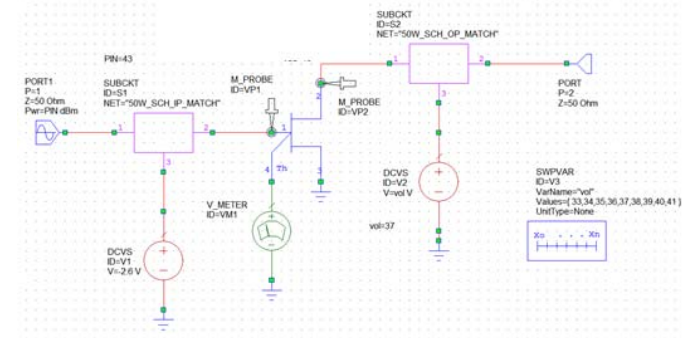 SUBCKT
ID=S2
NET="50W_SCH_OP_MATCH"
1
2
3
PIN=43
PORT1
P=1
Z=50 Ohm
Pwr=PIN dBm
SUBCKT
ID=S1
NET="50W_SCH_IP_MATCH"
1
2
3
M_PROBE
ID=VP1
M_PROBE
ID=VP2
PORT
P=2
Z=50 Ohm
1
2
3
4
Th
V_METER
ID=VM1
DCVS
ID=V1
V=-2.6 V
DCVS
ID=V2
V=vol V
vol=37
SWPVAR
ID=V3
VarName="vol"
Values={ 33,34,35,36,37,38,39,40,41 }
UnitType=None
Xo . . . Xn